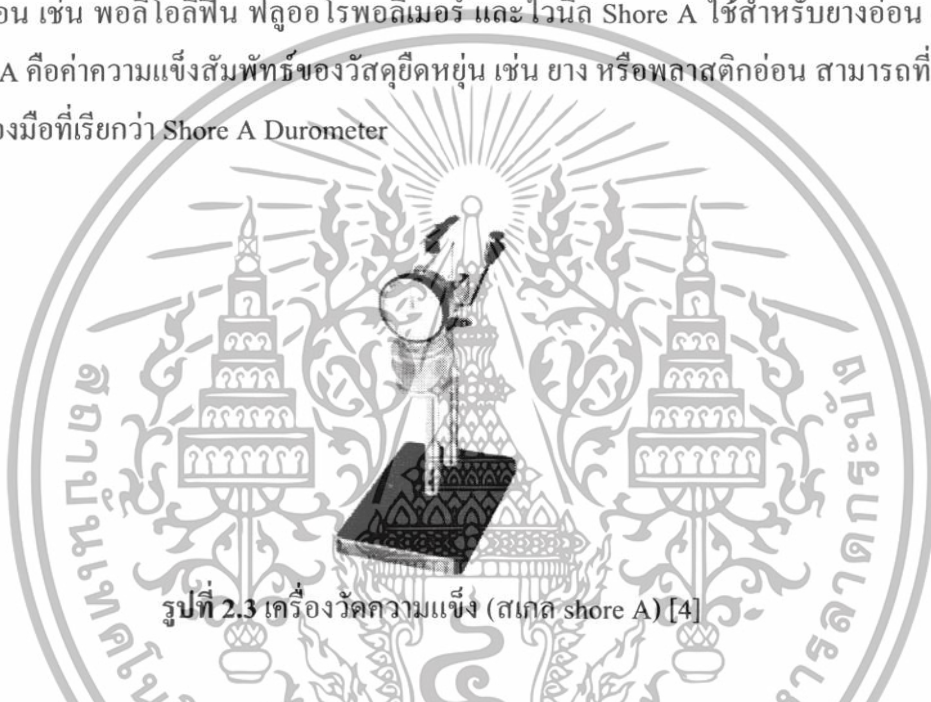 อน เช่น พอลิโอลิฟิน ฟลูออโรพอลิเมอร์ และไวนิล Shore A ใช้สำหรับยางอ่อน
A คือค่าความแข็งสัมพัทธ์ของวัสดุยืดหยุ่น เช่น ยาง หรือพลาสติกอ่อน สามารถที่
องมือที่เรียกว่า Shore A Durometer
รูปที่ 2.3 เครื่องวัดความแข็ง (สเกล shore A) [4]